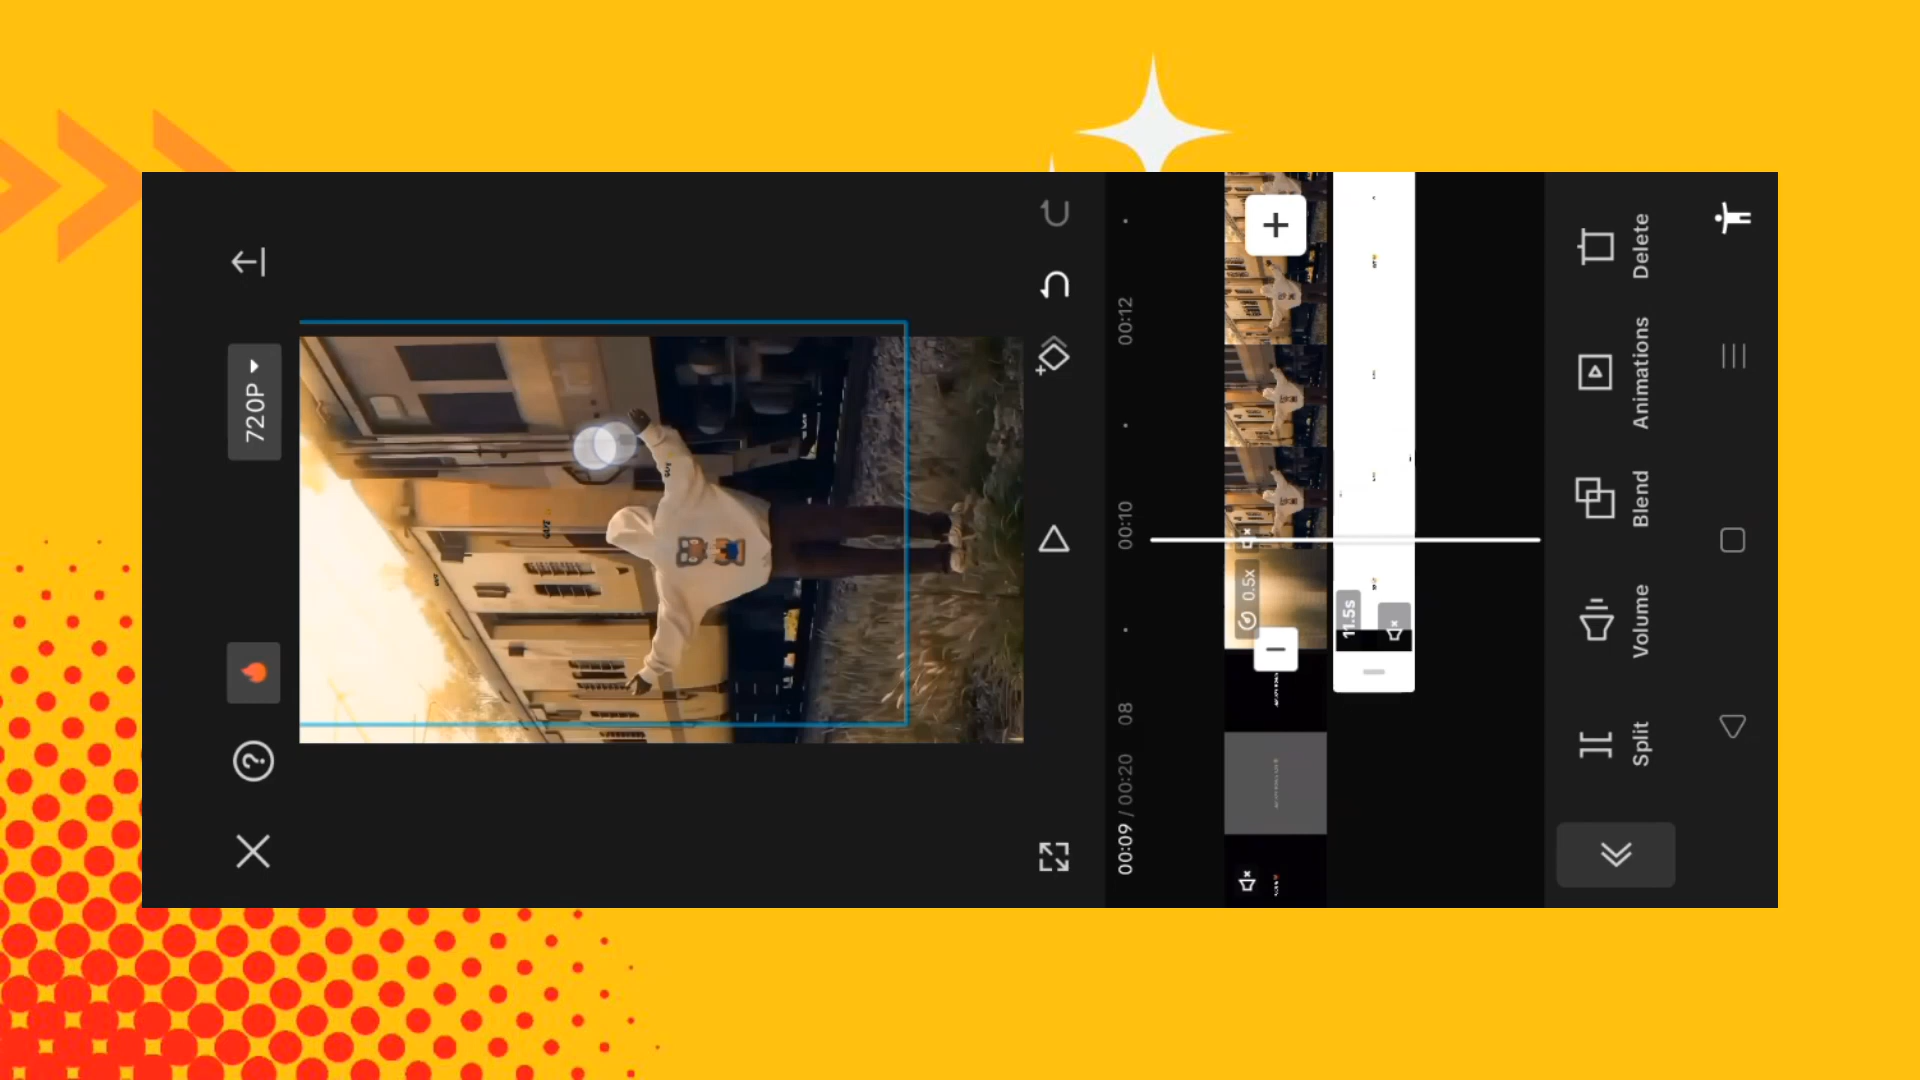 720P
00:09 / 00:20
08
00:10
00:12
0.5x
11.5s
Split
Volume
Blend
Animations
Delete